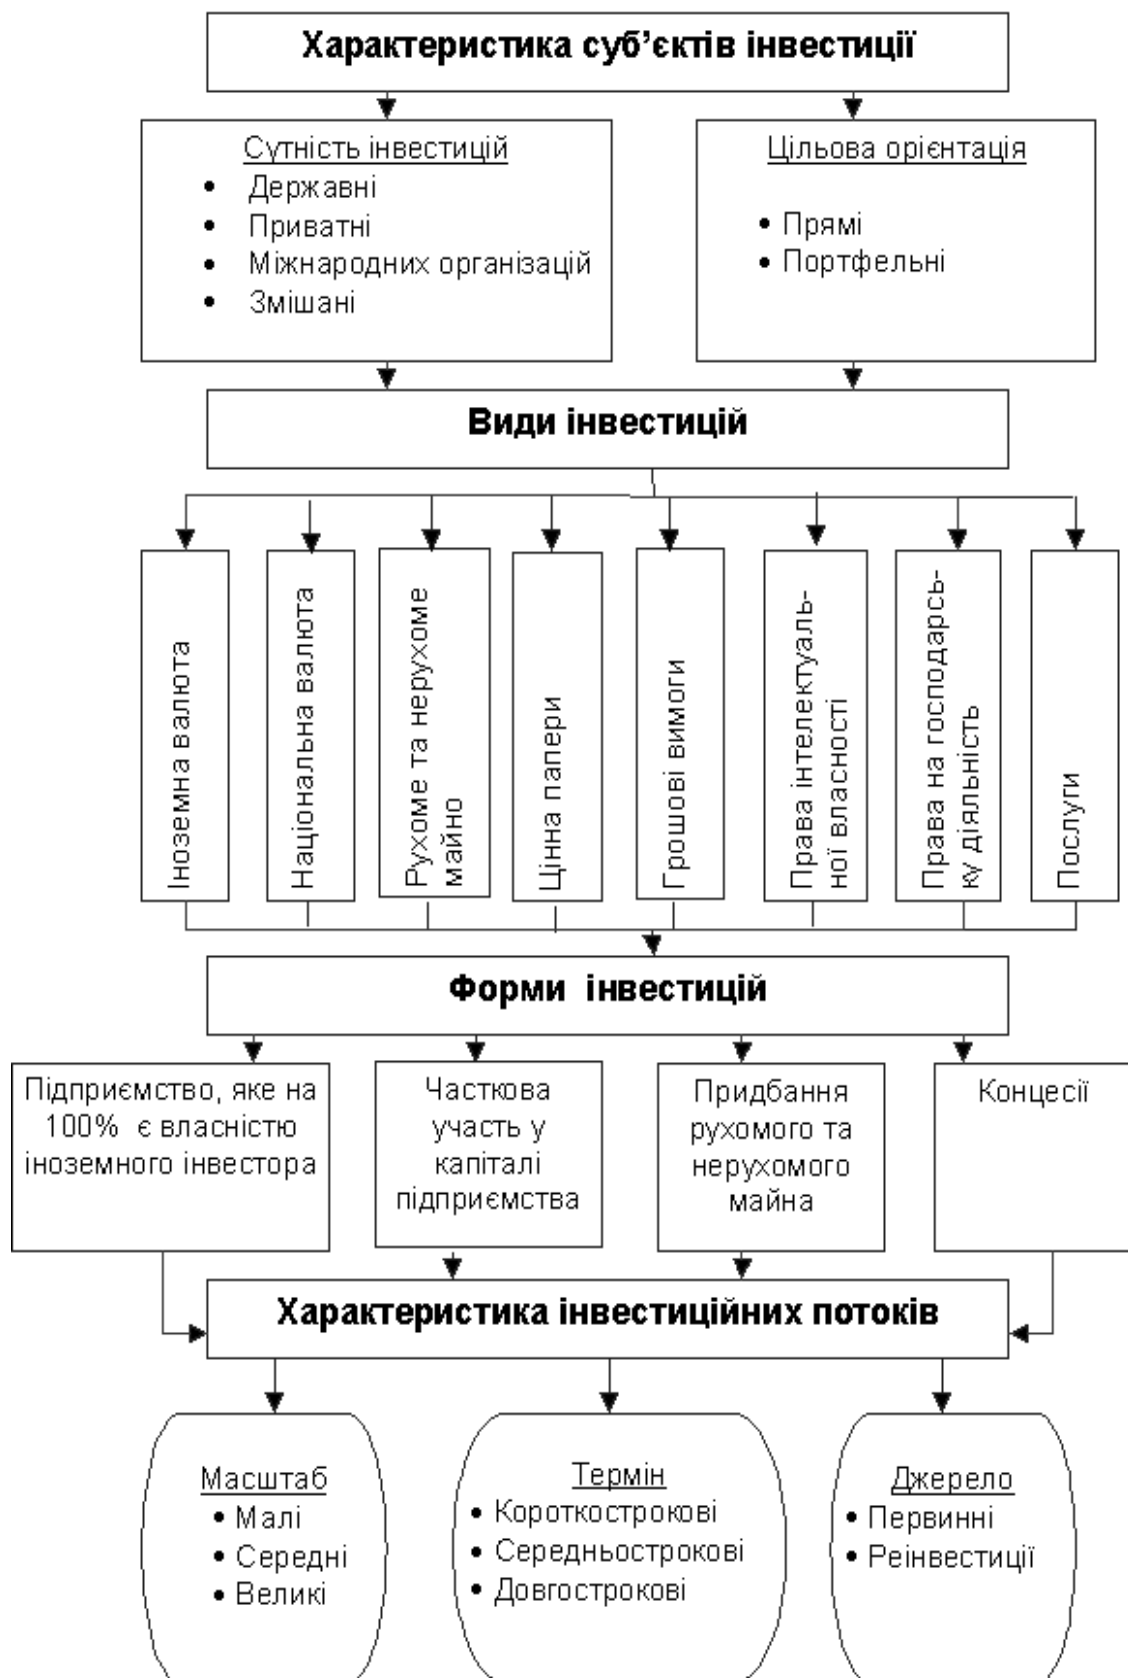 Характеристика суб’єктів інвестиції
Сутність інвестицій
• Державні
• Приватні
• Міжнародних організацій
• Змішані
Цільова орієнтація
• Прямі
• Портфельні
Види інвестицій
Іноземна валюта
Національна валюта
Рухоме та нерухоме
майно
Цінна папери
Грошові вимоги
Права інтелектуаль-
ної власності
Права на господарсь-
ку діяльність
Послуги
Форми інвестицій
Підприємство, яке на
100% є власністю
іноземного інвестора
Часткова
участь у
капіталі
підприємства
Придбання
рухомого та
нерухомого
майна
Концесії
Характеристика інвестиційних потоків
Масштаб
• Малі
• Середні
• Великі
Термін
• Короткострокові
• Середньострокові
• Довгострокові
Джерело
• Первинні
• Реінвестиції